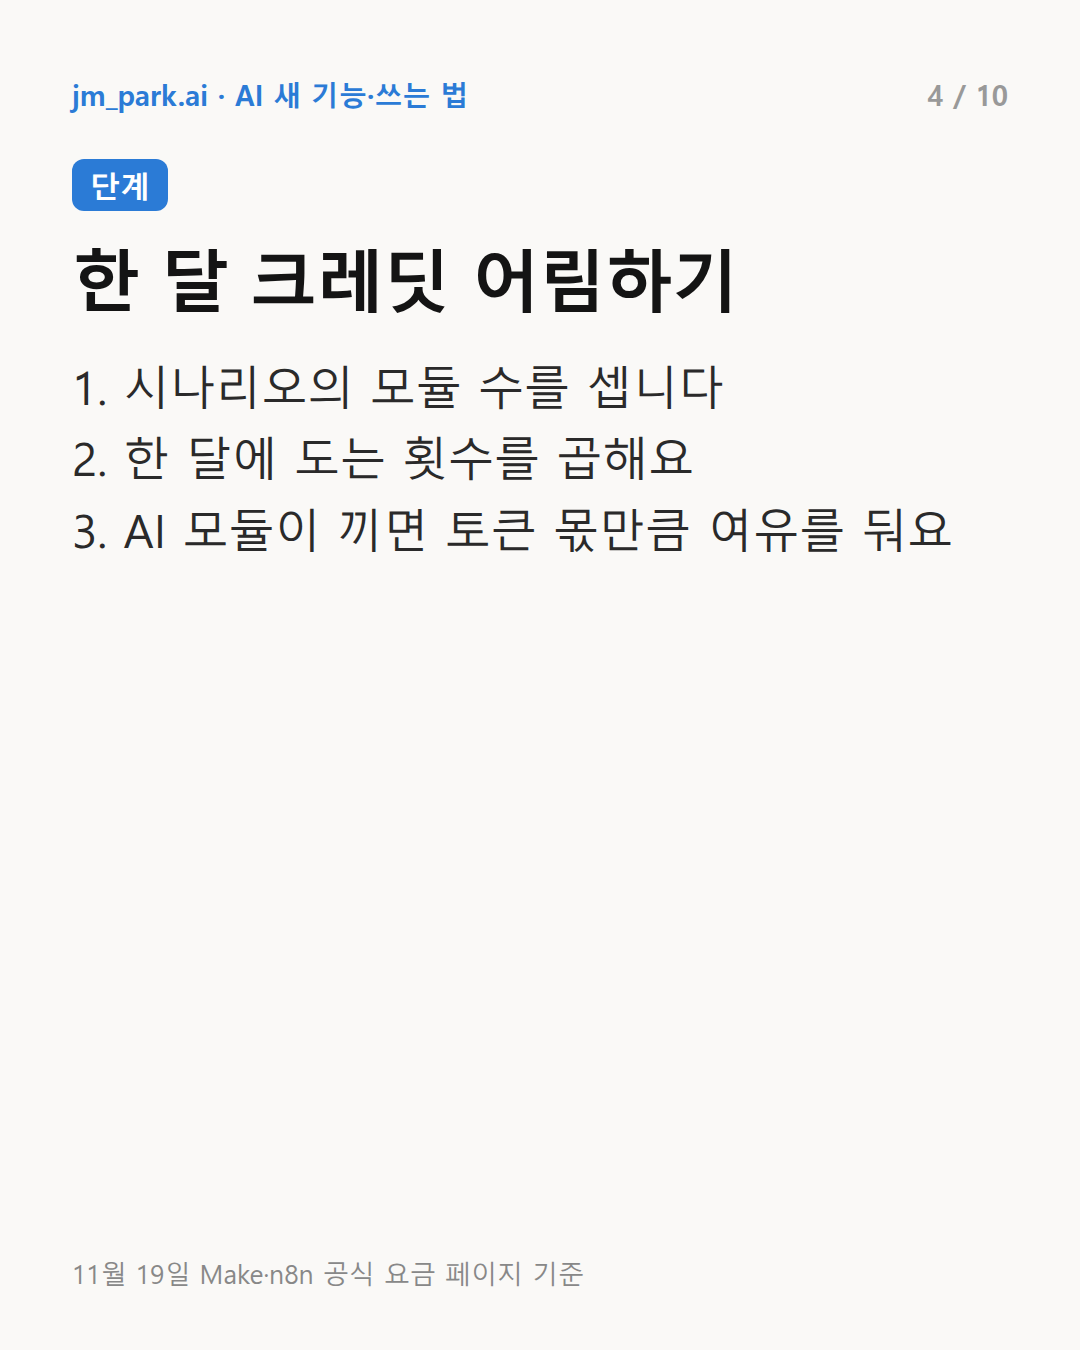 jm_park.ai · AI 새 기능·쓰는 법
4 / 10
단계
한 달 크레딧 어림하기
1. 시나리오의 모듈 수를 셉니다
2. 한 달에 도는 횟수를 곱해요
3. AI 모듈이 끼면 토큰 몫만큼 여유를 둬요
11월 19일 Make·n8n 공식 요금 페이지 기준